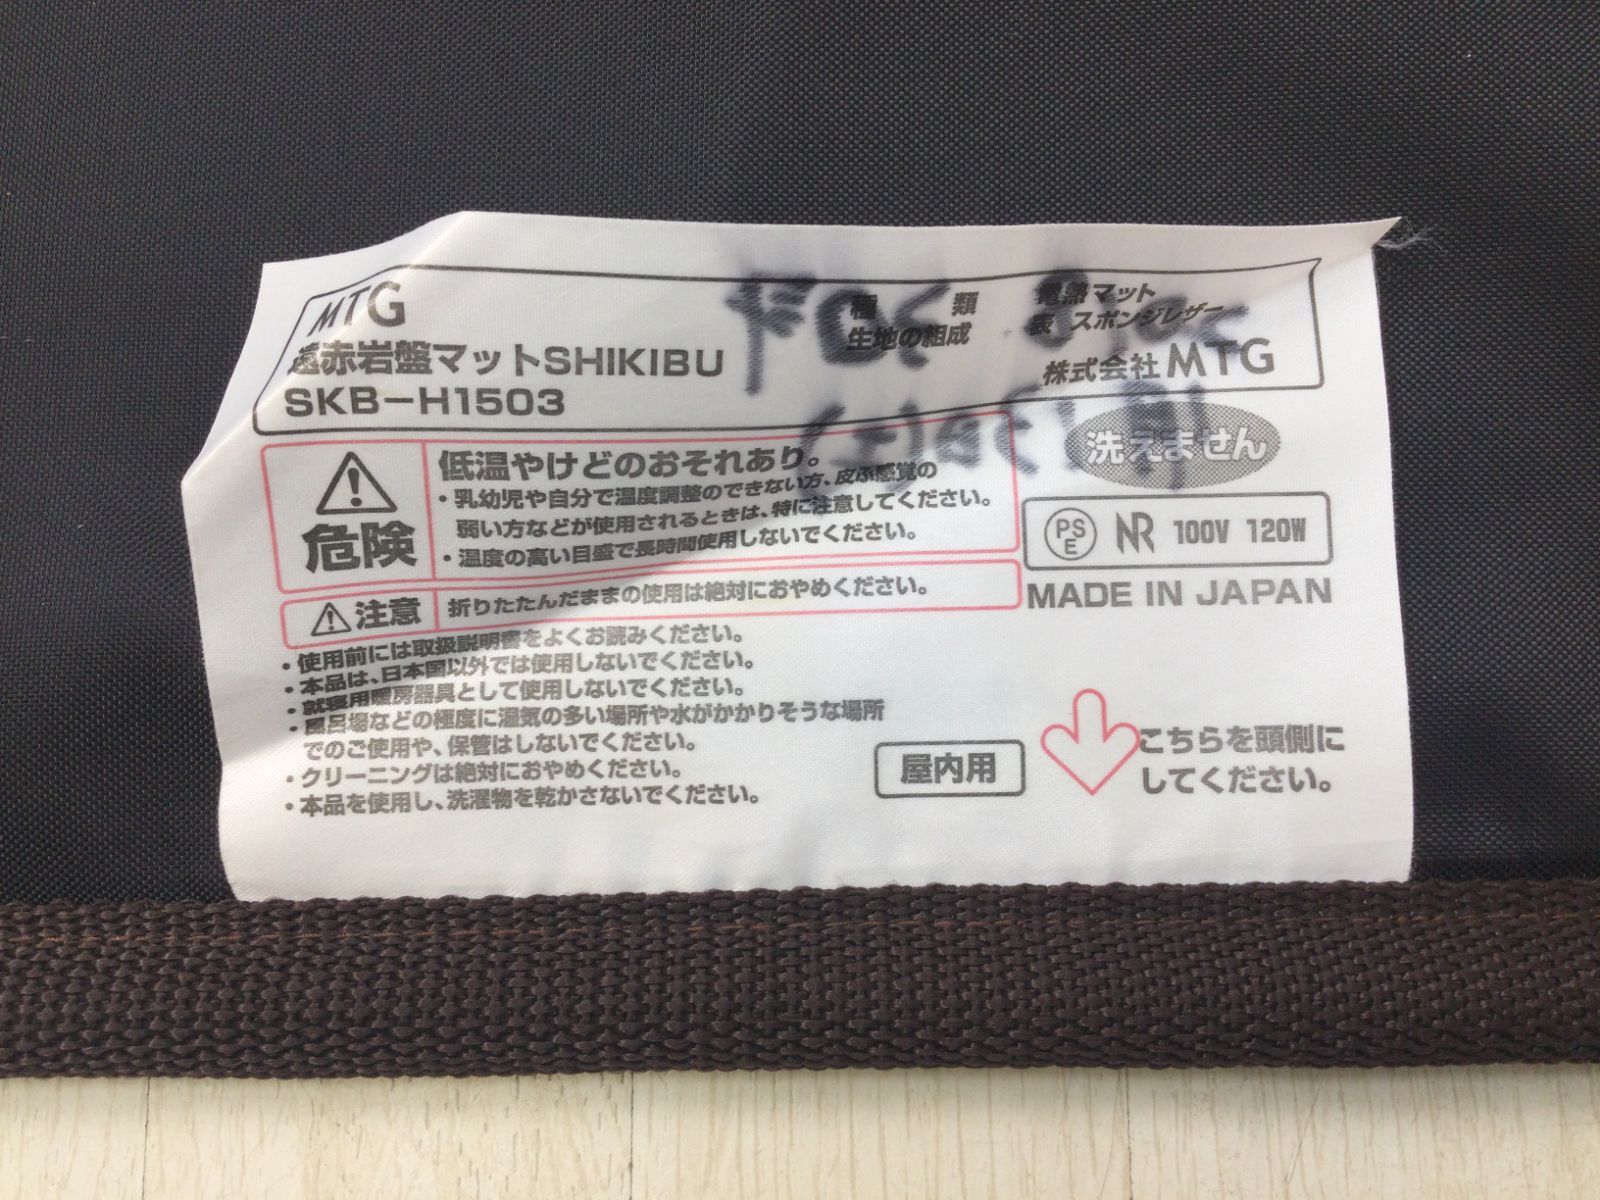 MTG
遠赤岩盤マットSHIKIBU
SKB-H1503
種類 電熱マット
生地の組成 表 スポンジレザー
株式会社MTG
洗えません
危険
低温やけどのおそれあり。
・乳幼児や自分で温度調整のできない方、皮ふ感覚の
弱い方などが使用されるときは、特に注意してください。
・温度の高い目盛で長時間使用しないでください。
PSE NR 100V 120W
MADE IN JAPAN
注意 折りたたんだままの使用は絶対におやめください。
・使用前には取扱説明書をよくお読みください。
・本品は、日本国以外では使用しないでください。
・就寝用暖房器具として使用しないでください。
・風呂場などの極度に湿気の多い場所や水がかかりそうな場所
でのご使用や、保管はしないでください。
・クリーニングは絶対におやめください。
・本品を使用し、洗濯物を乾かさないでください。
屋内用
こちらを頭側に
してください。